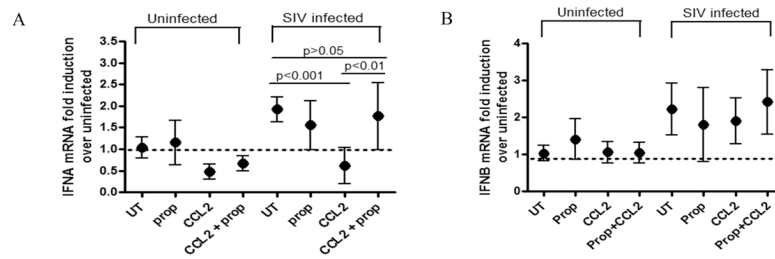 A
Uninfected
SIV infected
IFNA mRNA fold induction
over uninfected
3.5
3.0
2.5
2.0
1.5
1.0
0.5
0.0
p>0.05
p<0.01
p<0.001
UT
prop
CCL2
CCL2 + prop
UT
prop
CCL2
CCL2 + prop
B
Uninfected
SIV infected
IFNB mRNA fold induction
over uninfected
4
3
2
1
0
UT
Prop
CCL2
Prop+CCL2
UT
Prop
CCL2
Prop+CCL2